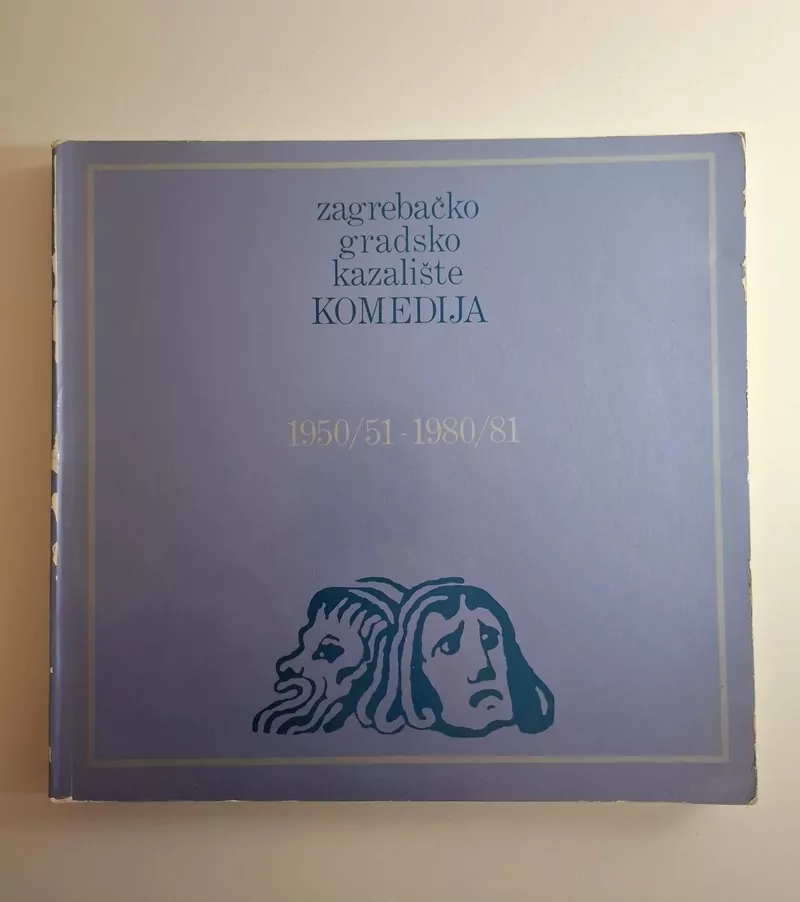 zagrebačko
gradsko
kazalište
KOMEDIJA
1950/51-1980/81